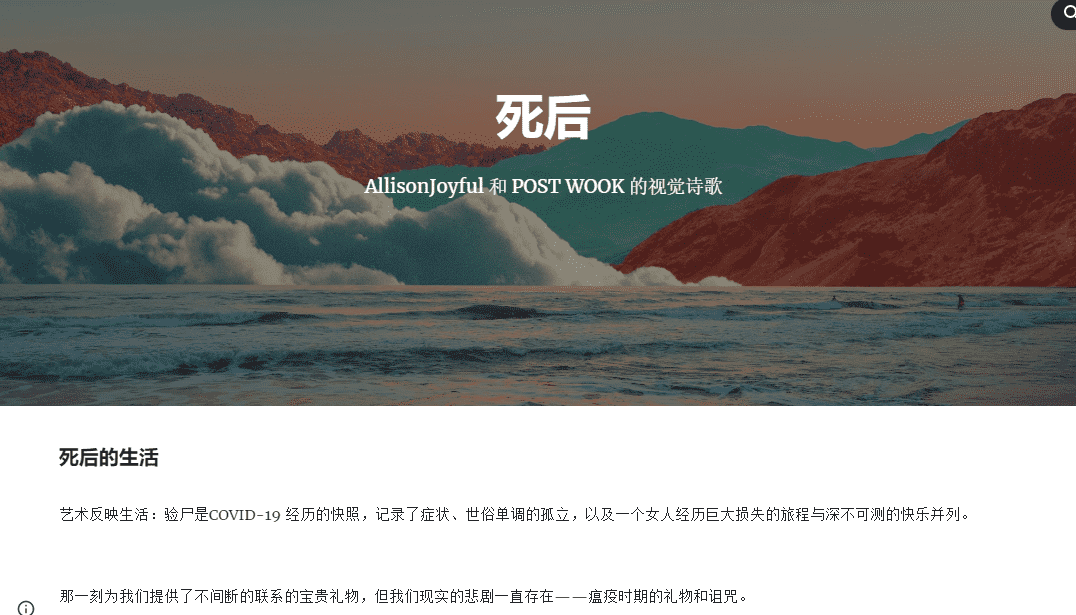 死后
AllisonJoyful 和 POST WOOK 的视觉诗歌
死后的生活
艺术反映生活：验尸是COVID-19 经历的快照，记录了症状、世俗单调的孤立，以及一个女人经历巨大损失的旅程与深不可测的快乐并列。
那一刻为我们提供了不间断的联系的宝贵礼物，但我们现实的悲剧一直存在——瘟疫时期的礼物和诅咒。